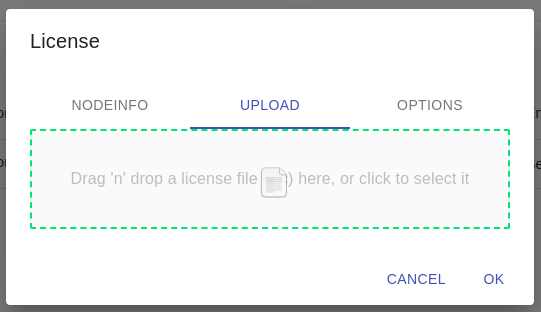 License
NODEINFO
UPLOAD
OPTIONS
Drag 'n' drop a license file ) here, or click to select it
CANCEL
OK